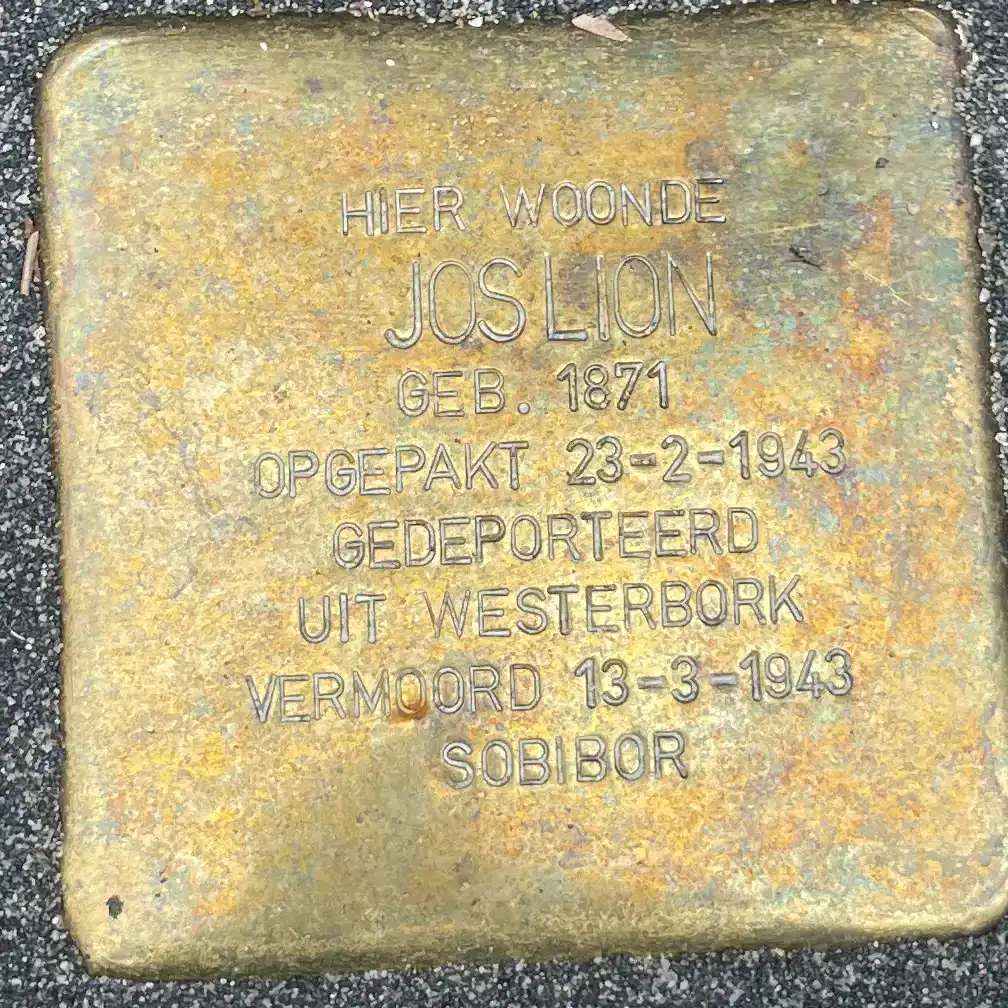 HIER WOONDE
JOS LION
GEB. 1871
OPGEPAKT 23-2-1943
GEDEPORTEERD
UIT WESTERBORK
VERMOORD 13-3-1943
SOBIBOR